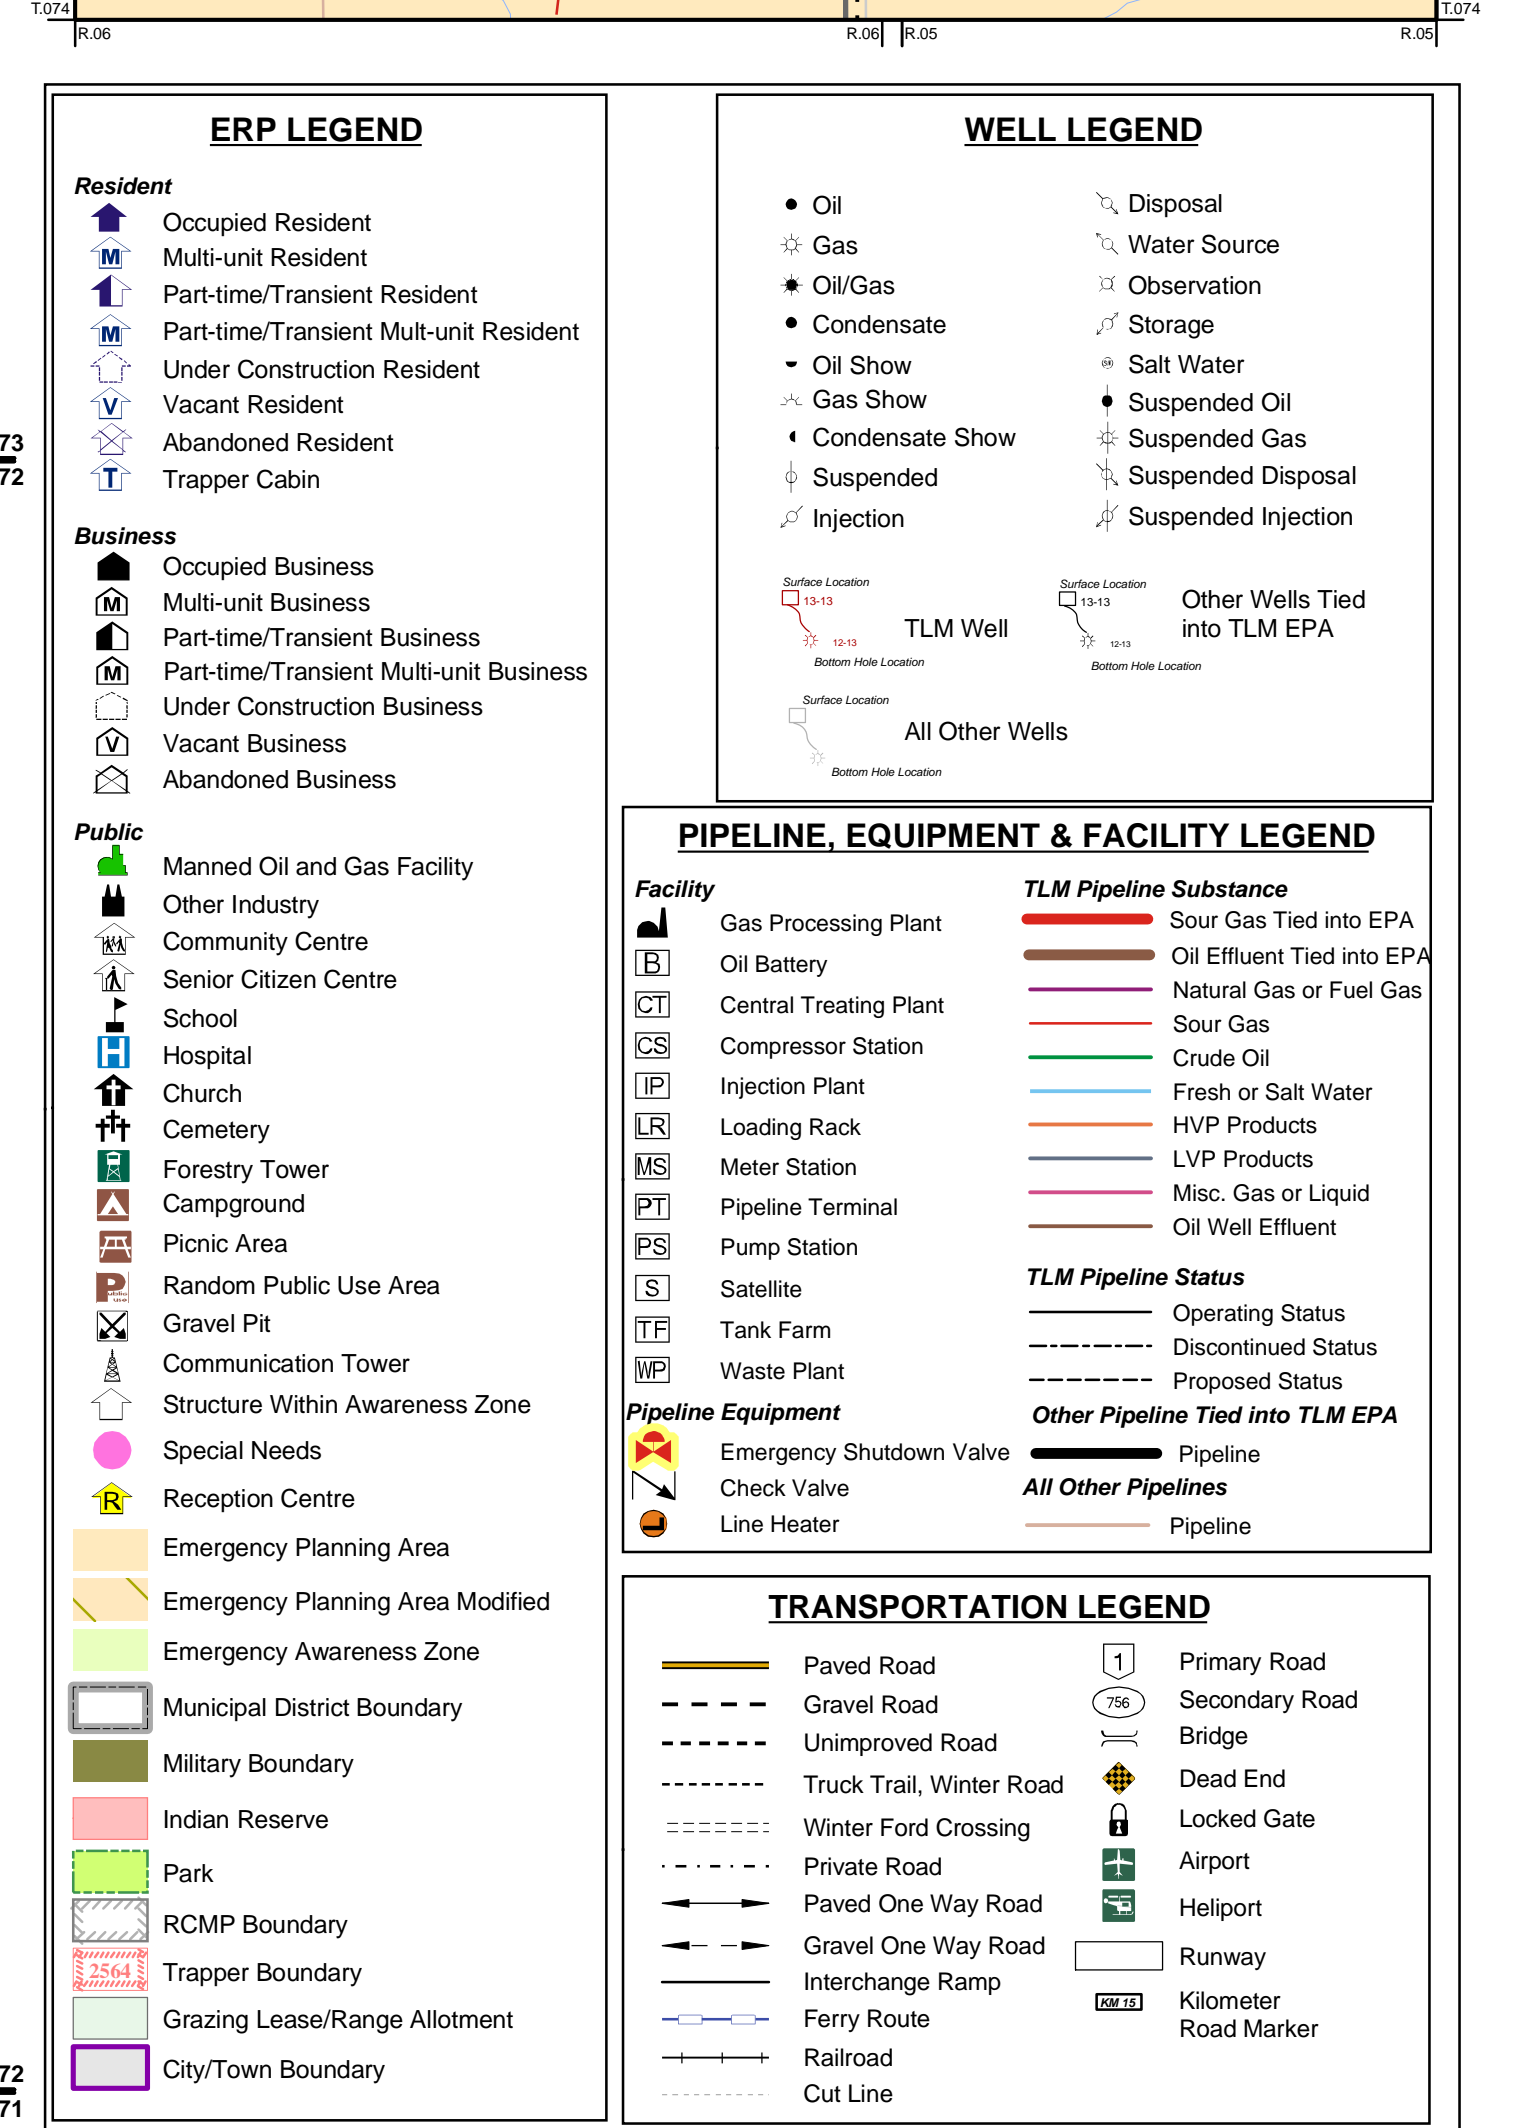 T.074
T.074
R.06
R.06
R.05
R.05
73
72
72
71
ERP LEGEND
Resident
Occupied Resident
M Multi-unit Resident
Part-time/Transient Resident
M Part-time/Transient Mult-unit Resident
Under Construction Resident
V Vacant Resident
Abandoned Resident
T Trapper Cabin
Business
Occupied Business
M Multi-unit Business
Part-time/Transient Business
M Part-time/Transient Multi-unit Business
Under Construction Business
V Vacant Business
Abandoned Business
Public
Manned Oil and Gas Facility
Other Industry
Community Centre
Senior Citizen Centre
School
H Hospital
Church
Cemetery
Forestry Tower
Campground
Picnic Area
Public use Random Public Use Area
Gravel Pit
Communication Tower
Structure Within Awareness Zone
Special Needs
R Reception Centre
Emergency Planning Area
Emergency Planning Area Modified
Emergency Awareness Zone
Municipal District Boundary
Military Boundary
Indian Reserve
Park
RCMP Boundary
2564 Trapper Boundary
Grazing Lease/Range Allotment
City/Town Boundary
WELL LEGEND
Oil
Gas
Oil/Gas
Condensate
Oil Show
Gas Show
Condensate Show
Suspended
Injection
Disposal
Water Source
Observation
Storage
SW Salt Water
Suspended Oil
Suspended Gas
Suspended Disposal
Suspended Injection
Surface Location
13-13
TLM Well
12-13
Bottom Hole Location
Surface Location
13-13
Other Wells Tied
into TLM EPA
12-13
Bottom Hole Location
Surface Location
All Other Wells
Bottom Hole Location
PIPELINE, EQUIPMENT & FACILITY LEGEND
Facility
Gas Processing Plant
B Oil Battery
CT Central Treating Plant
CS Compressor Station
IP Injection Plant
LR Loading Rack
MS Meter Station
PT Pipeline Terminal
PS Pump Station
S Satellite
TF Tank Farm
WP Waste Plant
Pipeline Equipment
Emergency Shutdown Valve
Check Valve
Line Heater
TLM Pipeline Substance
Sour Gas Tied into EPA
Oil Effluent Tied into EPA
Natural Gas or Fuel Gas
Sour Gas
Crude Oil
Fresh or Salt Water
HVP Products
LVP Products
Misc. Gas or Liquid
Oil Well Effluent
TLM Pipeline Status
Operating Status
Discontinued Status
Proposed Status
Other Pipeline Tied into TLM EPA
Pipeline
All Other Pipelines
Pipeline
TRANSPORTATION LEGEND
Paved Road
Gravel Road
Unimproved Road
Truck Trail, Winter Road
Winter Ford Crossing
Private Road
Paved One Way Road
Gravel One Way Road
Interchange Ramp
Ferry Route
Railroad
Cut Line
1 Primary Road
756 Secondary Road
Bridge
Dead End
Locked Gate
Airport
Heliport
Runway
KM 15 Kilometer
Road Marker